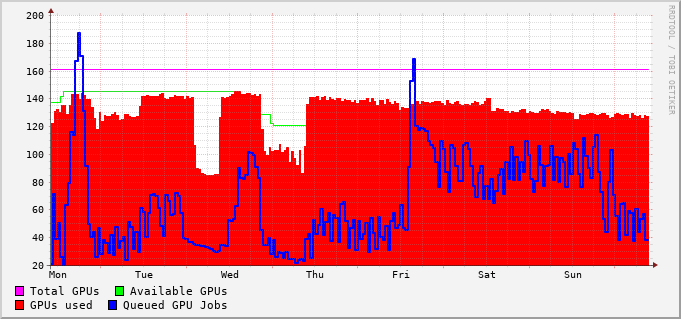 200
180
160
140
120
100
80
60
40
20
Mon Tue Wed Thu Fri Sat Sun
Total GPUs Available GPUs
GPUs used Queued GPU Jobs
RRDTOOL / TOBI OETIKER